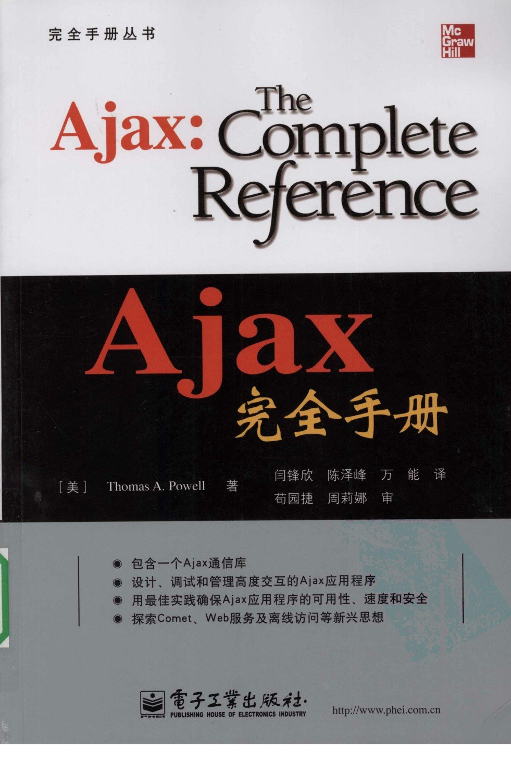 完全手册丛书
Mc
Graw
Hill
The
Ajax: Complete
Reference
Ajax
完全手册
[美] Thomas A. Powell 著
闫锋欣 陈泽峰 万 能 译
苟园捷 周莉娜 审
◉ 包含一个Ajax通信库
◉ 设计、调试和管理高度交互的Ajax应用程序
◉ 用最佳实践确保Ajax应用程序的可用性、速度和安全
◉ 探索Comet、Web服务及离线访问等新兴思想
電子工業出版社·
PUBLISHING HOUSE OF ELECTRONICS INDUSTRY
http://www.phei.com.cn